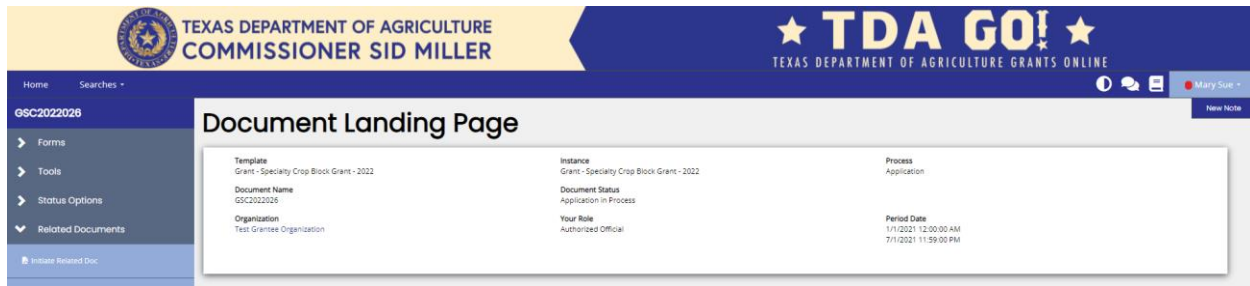 TEXAS DEPARTMENT OF AGRICULTURE
COMMISSIONER SID MILLER
★ TDA GO! ★
TEXAS DEPARTMENT OF AGRICULTURE GRANTS ONLINE
Home Searches
Mary Sue
GSC2022026
New Note
Document Landing Page
Forms
Tools
Status Options
Related Documents
Initiate Related Doc
Template Instance Process
Grant - Specialty Crop Block Grant - 2022 Grant - Specialty Crop Block Grant - 2022 Application
Document Name Document Status
GSC2022026 Application in Process
Organization Your Role Period Date
Test Grantee Organization Authorized Official 1/1/2021 12:00:00 AM
7/1/2021 11:59:00 PM